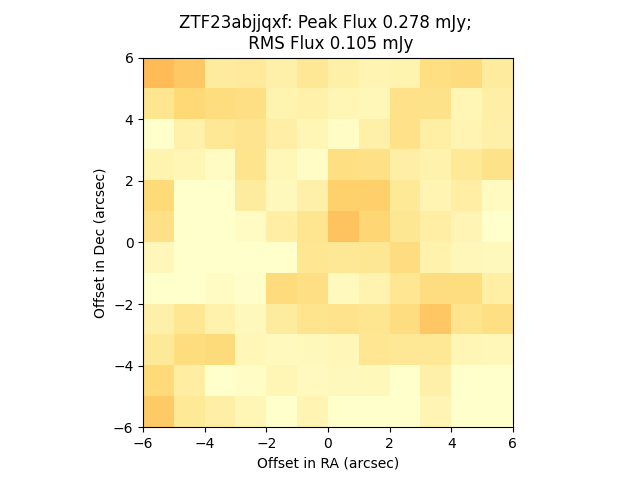 ZTF23abjjqxf: Peak Flux 0.278 mJy;
RMS Flux 0.105 mJy
6
4
2
0
−2
−4
−6
Offset in Dec (arcsec)
−6 −4 −2 0 2 4 6
Offset in RA (arcsec)